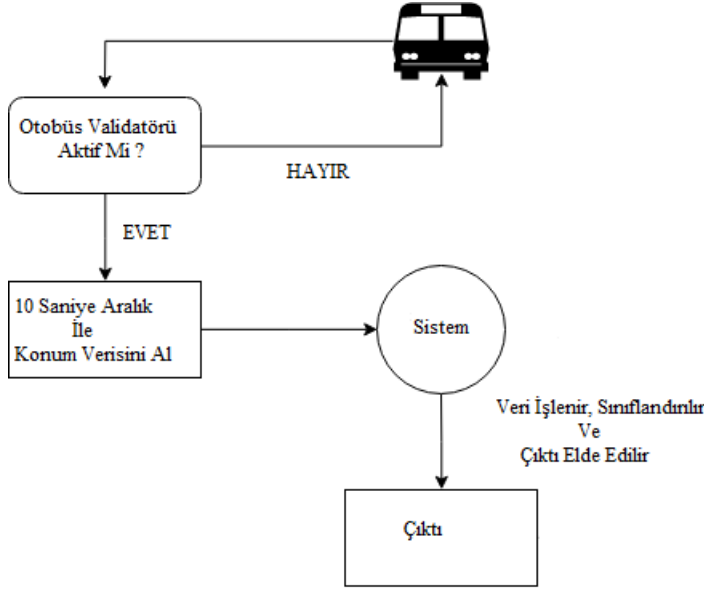 Otobüs Validatörü
Aktif Mi ?
HAYIR
EVET
10 Saniye Aralık
İle
Konum Verisini Al
Sistem
Veri İşlenir, Sınıflandırılır
Ve
Çıktı Elde Edilir
Çıktı